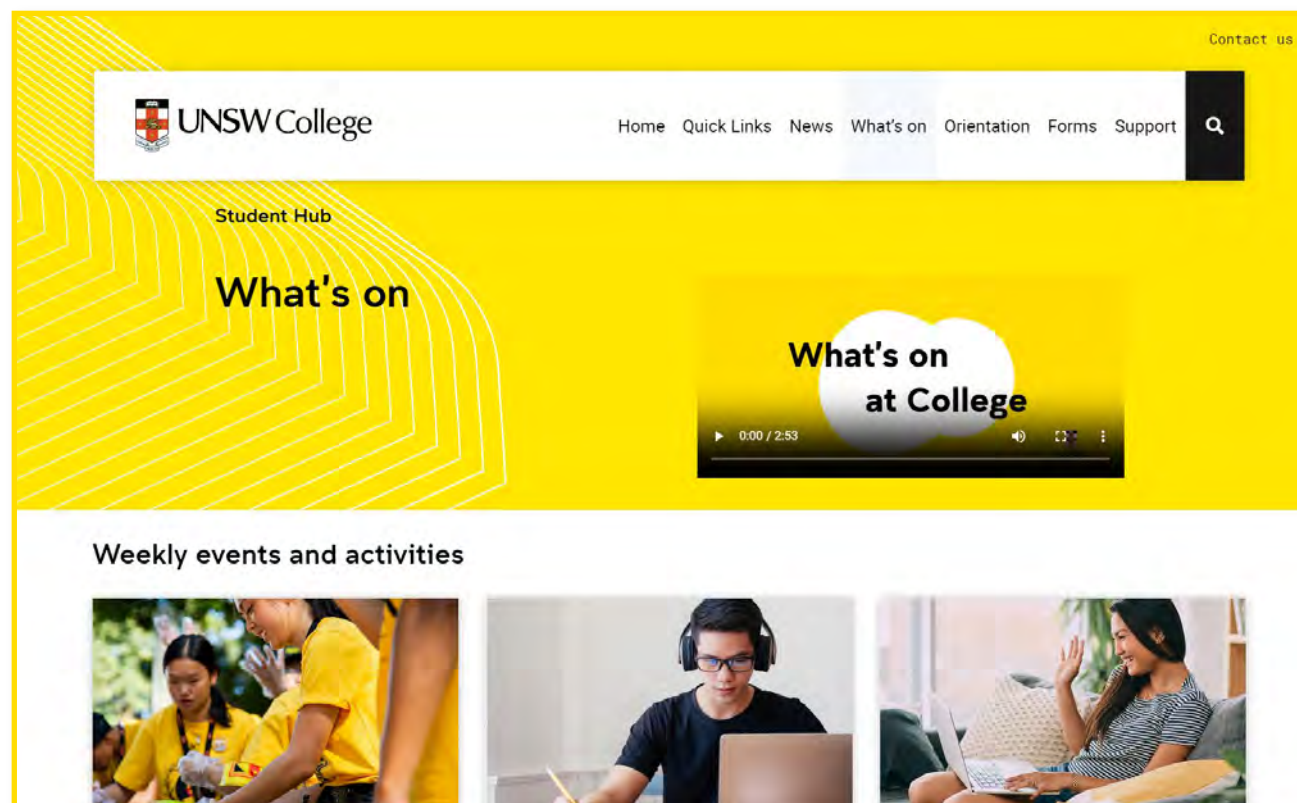 Contact us
UNSW College
Home Quick Links News What's on Orientation Forms Support
Student Hub
What's on
What's on
at College
0:00 / 2:53
Weekly events and activities